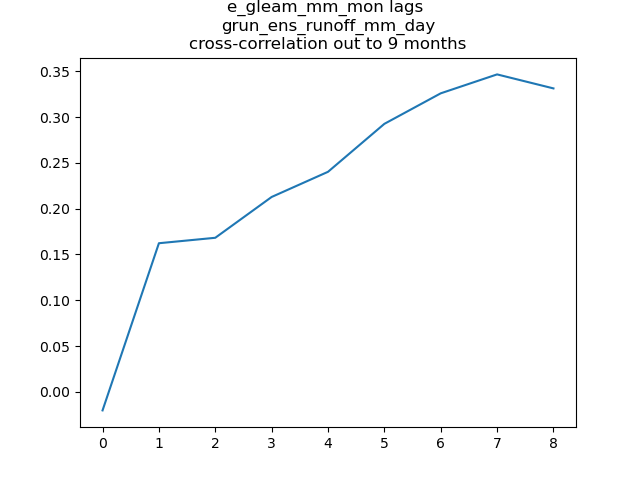 e_gleam_mm_mon lags
grun_ens_runoff_mm_day
cross-correlation out to 9 months
0.35
0.30
0.25
0.20
0.15
0.10
0.05
0.00
0 1 2 3 4 5 6 7 8